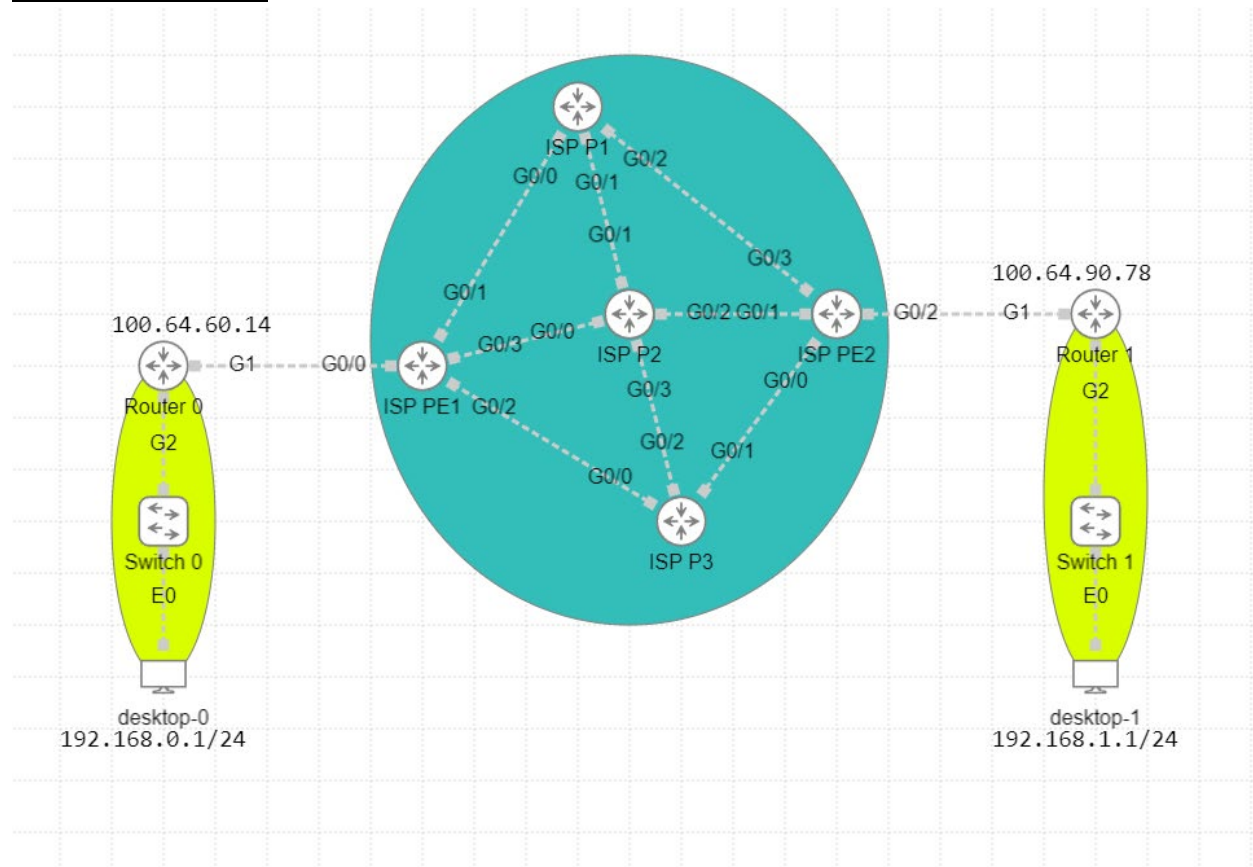 ISP P1
G0/2
G0/0
G0/1
G0/1
G0/3
100.64.90.78
G0/1
100.64.60.14
G0/2
G0/1
G0/2
G1
G0/3
G0/0
ISP P2
ISP PE2
Router 1
G1
G0/0
G0/3
G0/0
G2
Router 0
ISP PE1
G0/2
G2
G0/2
G0/1
G0/0
Switch 0
ISP P3
Switch 1
E0
E0
desktop-0
desktop-1
192.168.0.1/24
192.168.1.1/24